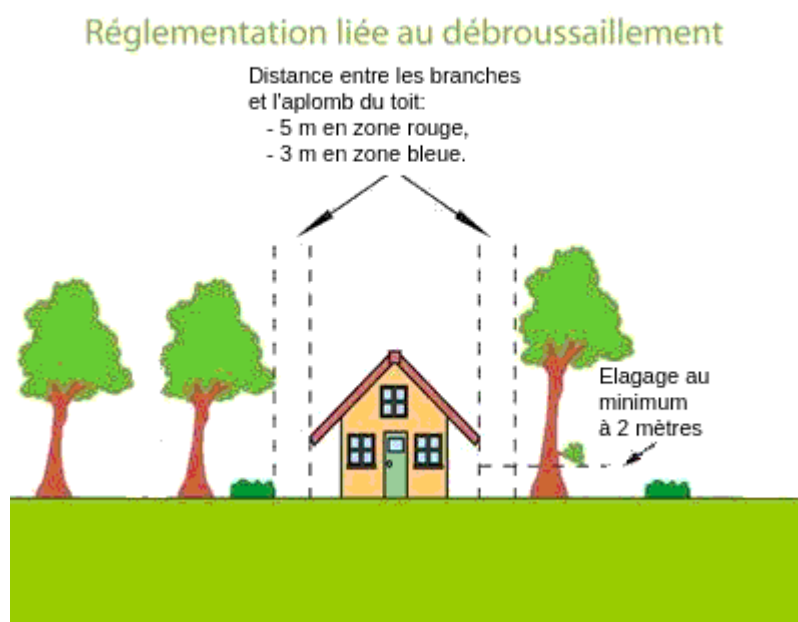 Réglementation liée au débroussaillement
Distance entre les branches
et l'aplomb du toit:
- 5 m en zone rouge,
- 3 m en zone bleue.
Elagage au
minimum
à 2 mètres